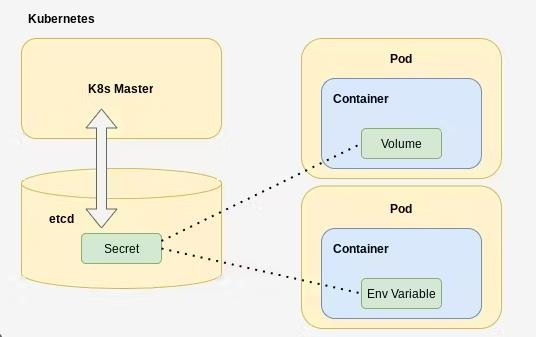 Kubernetes
K8s Master
etcd
Secret
Pod
Container
Volume
Pod
Container
Env Variable